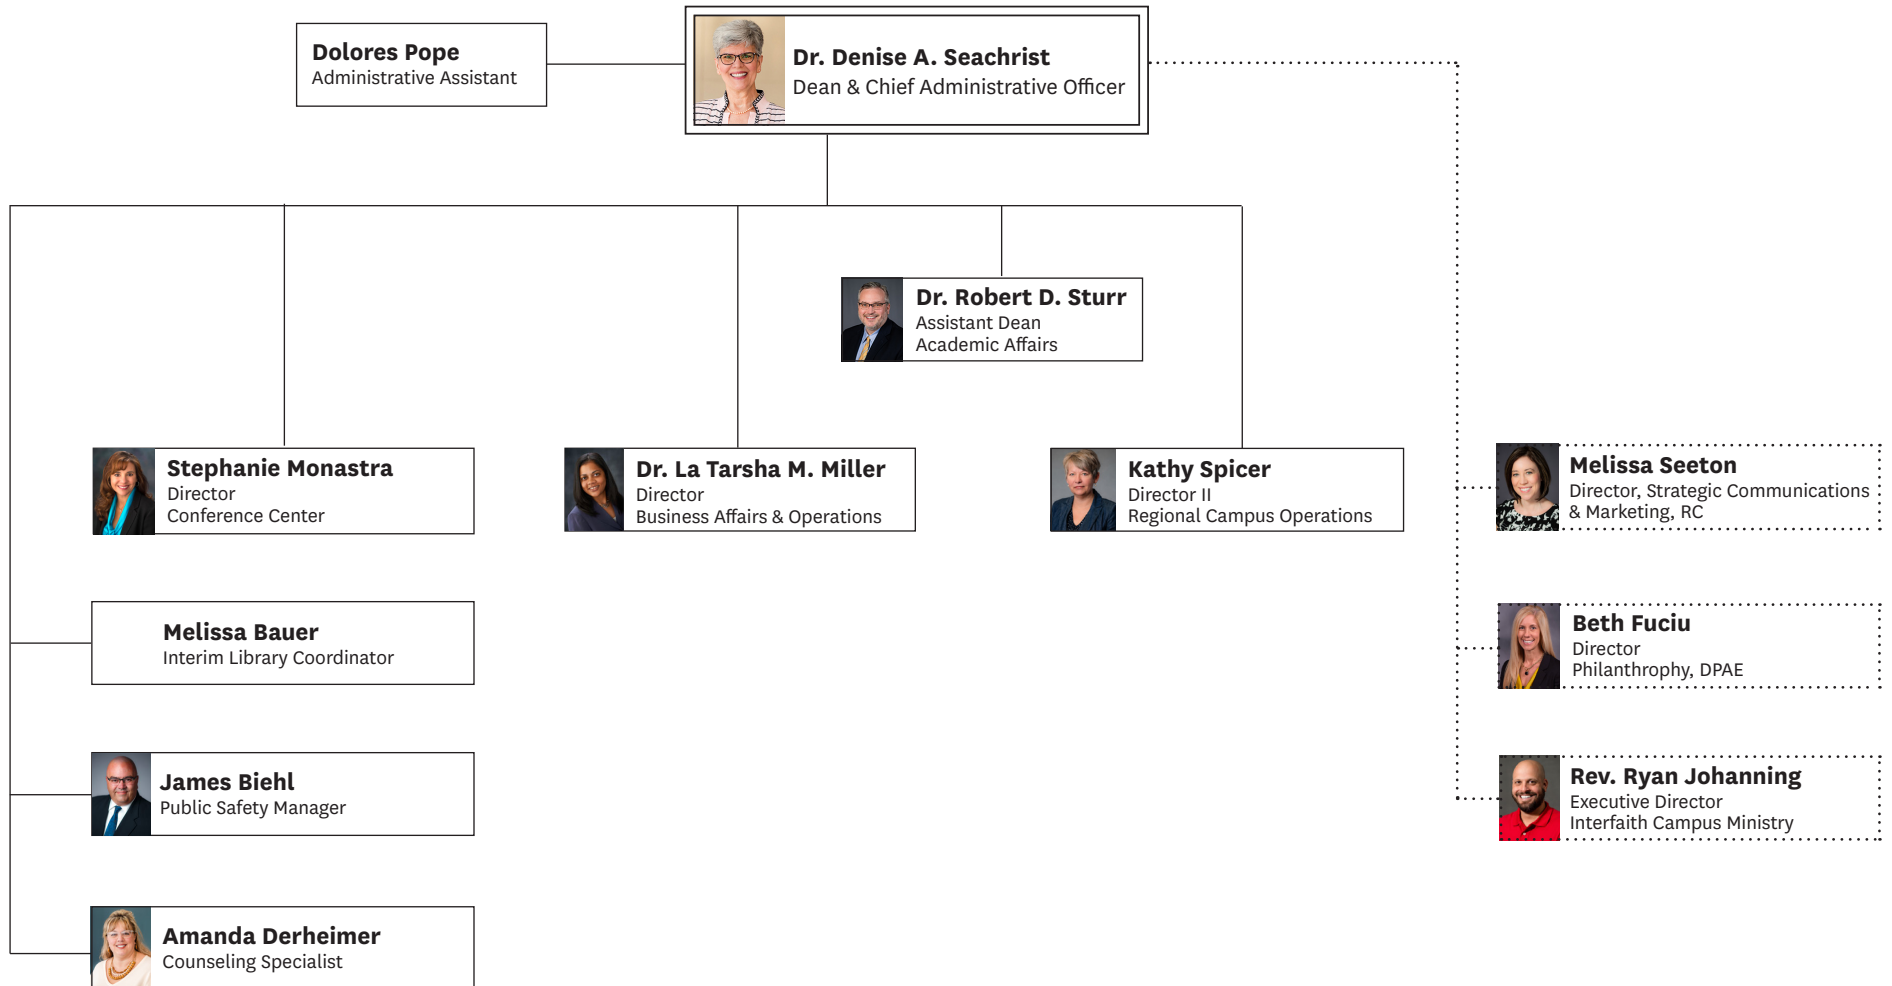 Dolores Pope
Administrative Assistant
Dr. Denise A. Seachrist
Dean & Chief Administrative Officer
Dr. Robert D. Sturr
Assistant Dean
Academic Affairs
Stephanie Monastra
Director
Conference Center
Dr. La Tarsha M. Miller
Director
Business Affairs & Operations
Kathy Spicer
Director II
Regional Campus Operations
Melissa Seeton
Director, Strategic Communications
& Marketing, RC
Melissa Bauer
Interim Library Coordinator
Beth Fuciu
Director
Philanthrophy, DPAE
James Biehl
Public Safety Manager
Rev. Ryan Johanning
Executive Director
Interfaith Campus Ministry
Amanda Derheimer
Counseling Specialist